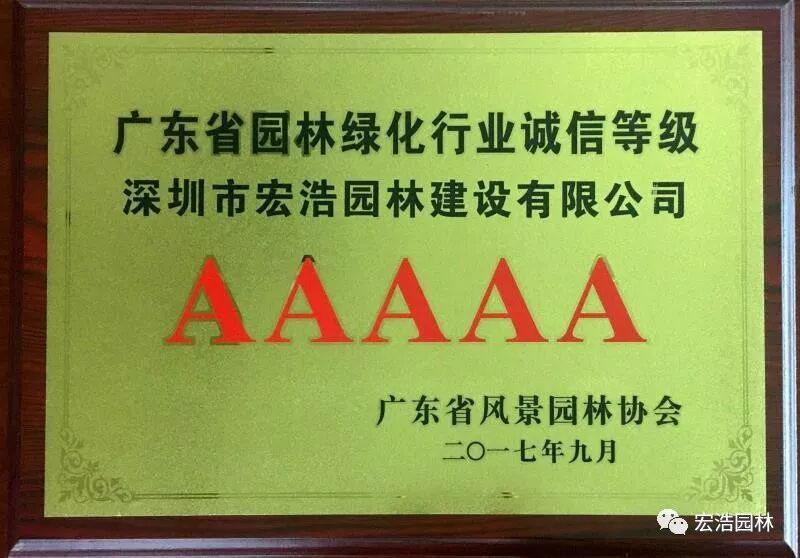 广东省园林绿化行业诚信等级
深圳市宏浩园林建设有限公司
AAAAA
广东省风景园林协会
二〇一七年九月
宏浩园林